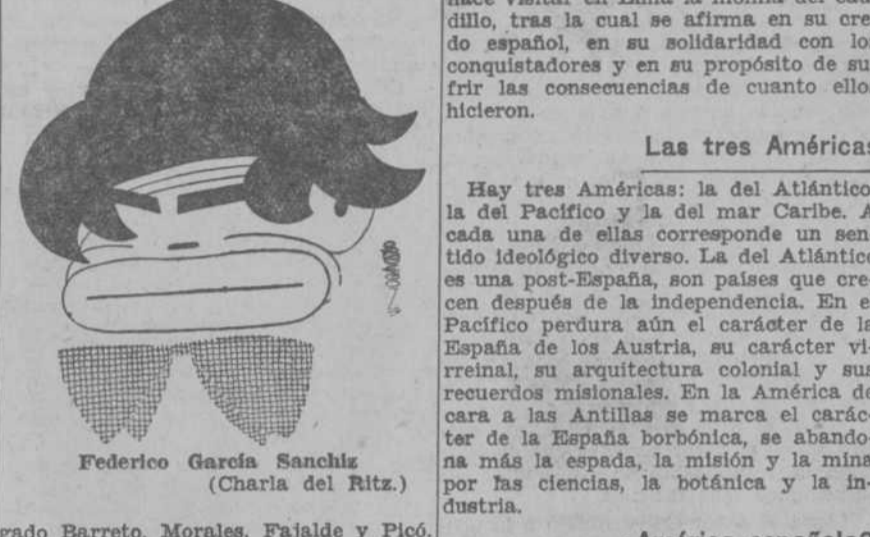 Federico García Sanchiz
(Charla del Ritz.)
gado Barreto, Morales, Fajalde y Picó,
hace visitar en Lima la momia del cau
dillo, tras la cual se afirma en su cre
do español, en su solidaridad con lo
conquistadores y en su propósito de su
frir las consecuencias de cuanto ello
hicieron.
Las tres América
Hay tres Américas: la del Atlántico
la del Pacífico y la del mar Caribe. A
cada una de ellas corresponde un sen
tido ideológico diverso. La del Atlántic
es una post-España, son países que cre
cen después de la independencia. En e
Pacífico perdura aún el carácter de la
España de los Austria, su carácter vi-
rreinal, su arquitectura colonial y sus
recuerdos misionales. En la América de
cara a las Antillas se marca el carác-
ter de la España borbónica, se abando-
na más la espada, la misión y la mina
por las ciencias, la botánica y la in-
dustria.